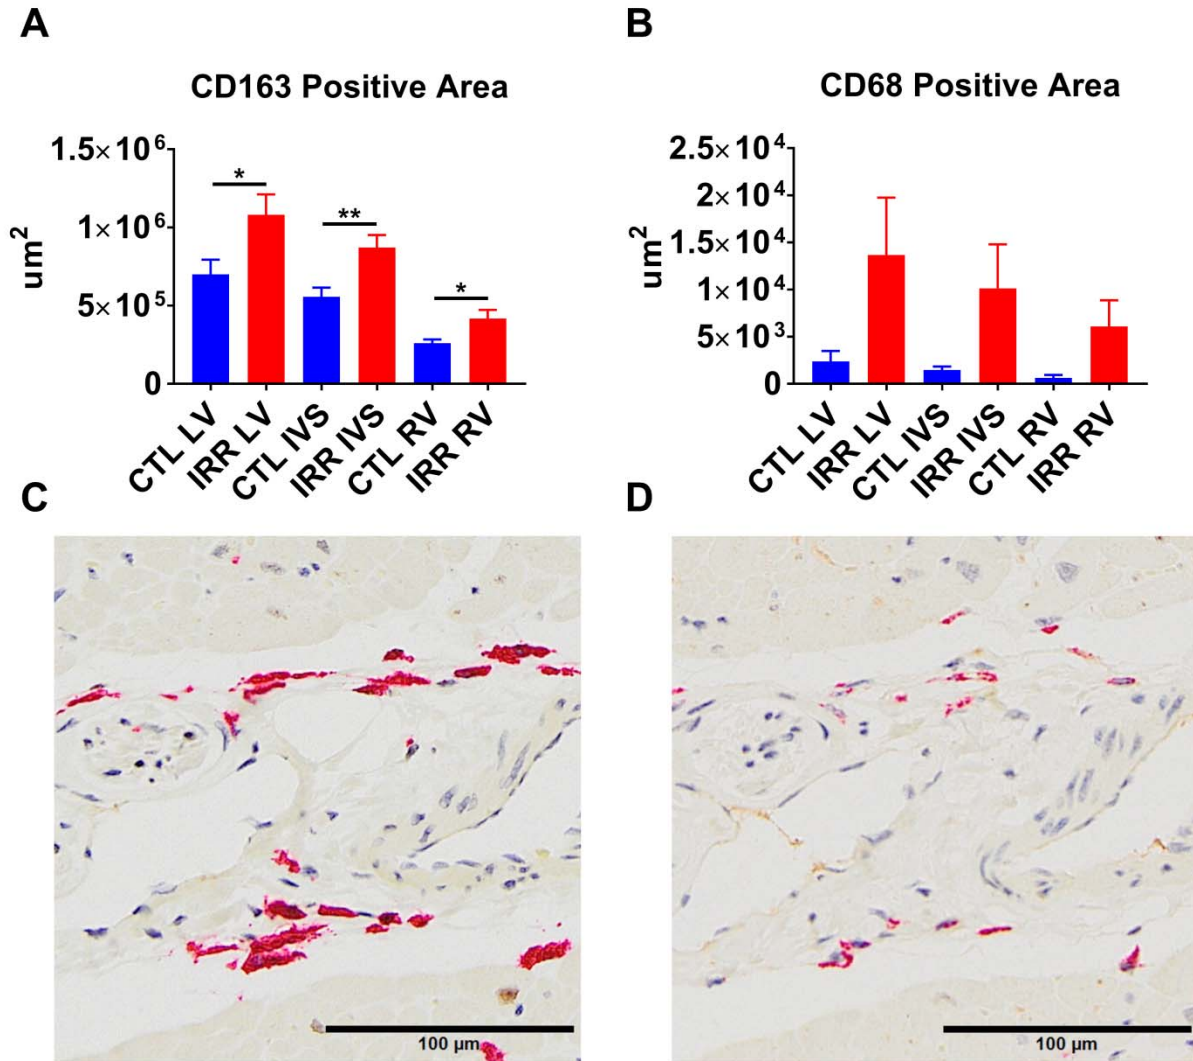 A
CD163 Positive Area
um²
1.5×10⁶
1×10⁶
5×10⁵
0
*
**
*
CTL LV
IRR LV
CTL IVS
IRR IVS
CTL RV
IRR RV
B
CD68 Positive Area
um²
2.5×10⁴
2×10⁴
1.5×10⁴
1×10⁴
5×10³
0
CTL LV
IRR LV
CTL IVS
IRR IVS
CTL RV
IRR RV
C
100 µm
D
100 µm